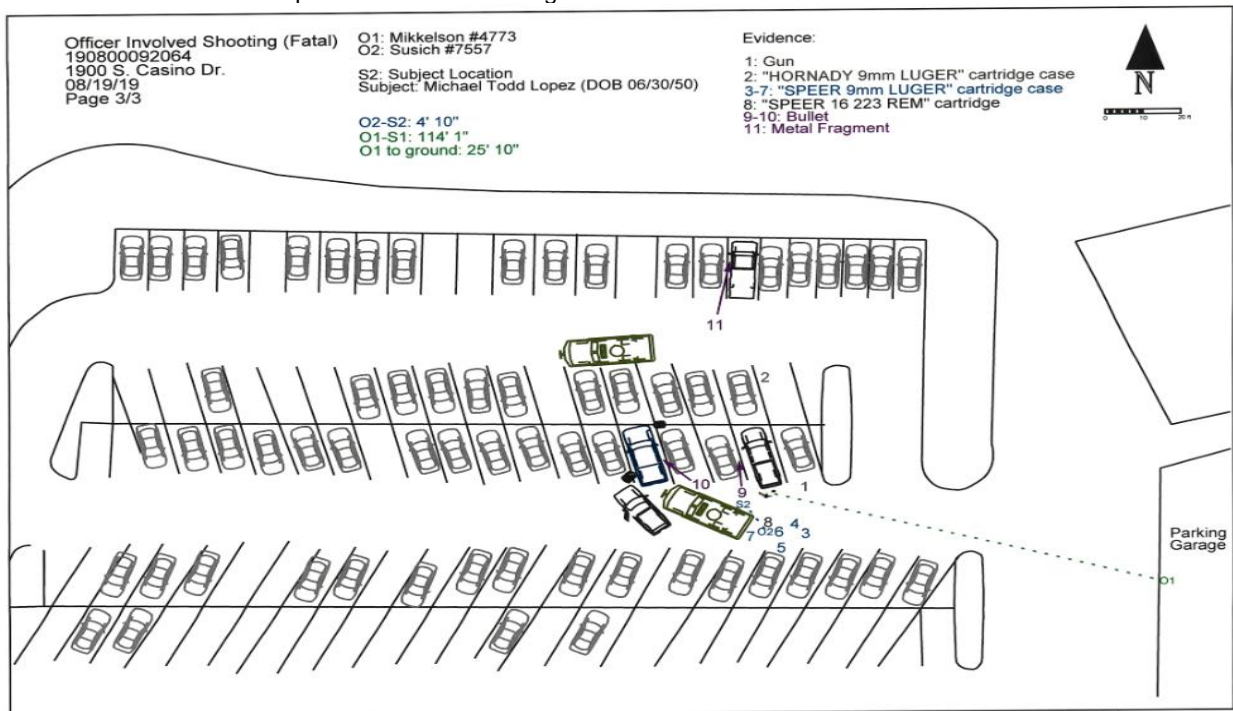 Officer Involved Shooting (Fatal)
190800092064
1900 S. Casino Dr.
08/19/19
Page 3/3
O1: Mikkelson #4773
O2: Susich #7557
S2: Subject Location
Subject: Michael Todd Lopez (DOB 06/30/50)
O2-S2: 4' 10"
O1-S1: 114' 1"
O1 to ground: 25' 10"
Evidence:
1: Gun
2: "HORNADY 9mm LUGER" cartridge case
3-7: "SPEER 9mm LUGER" cartridge case
8: "SPEER 16 223 REM" cartridge
9-10: Bullet
11: Metal Fragment
N
0 10 20 ft
11
2
10
9
1
S2
8
4
7
O2
6
3
5
Parking
Garage
O1